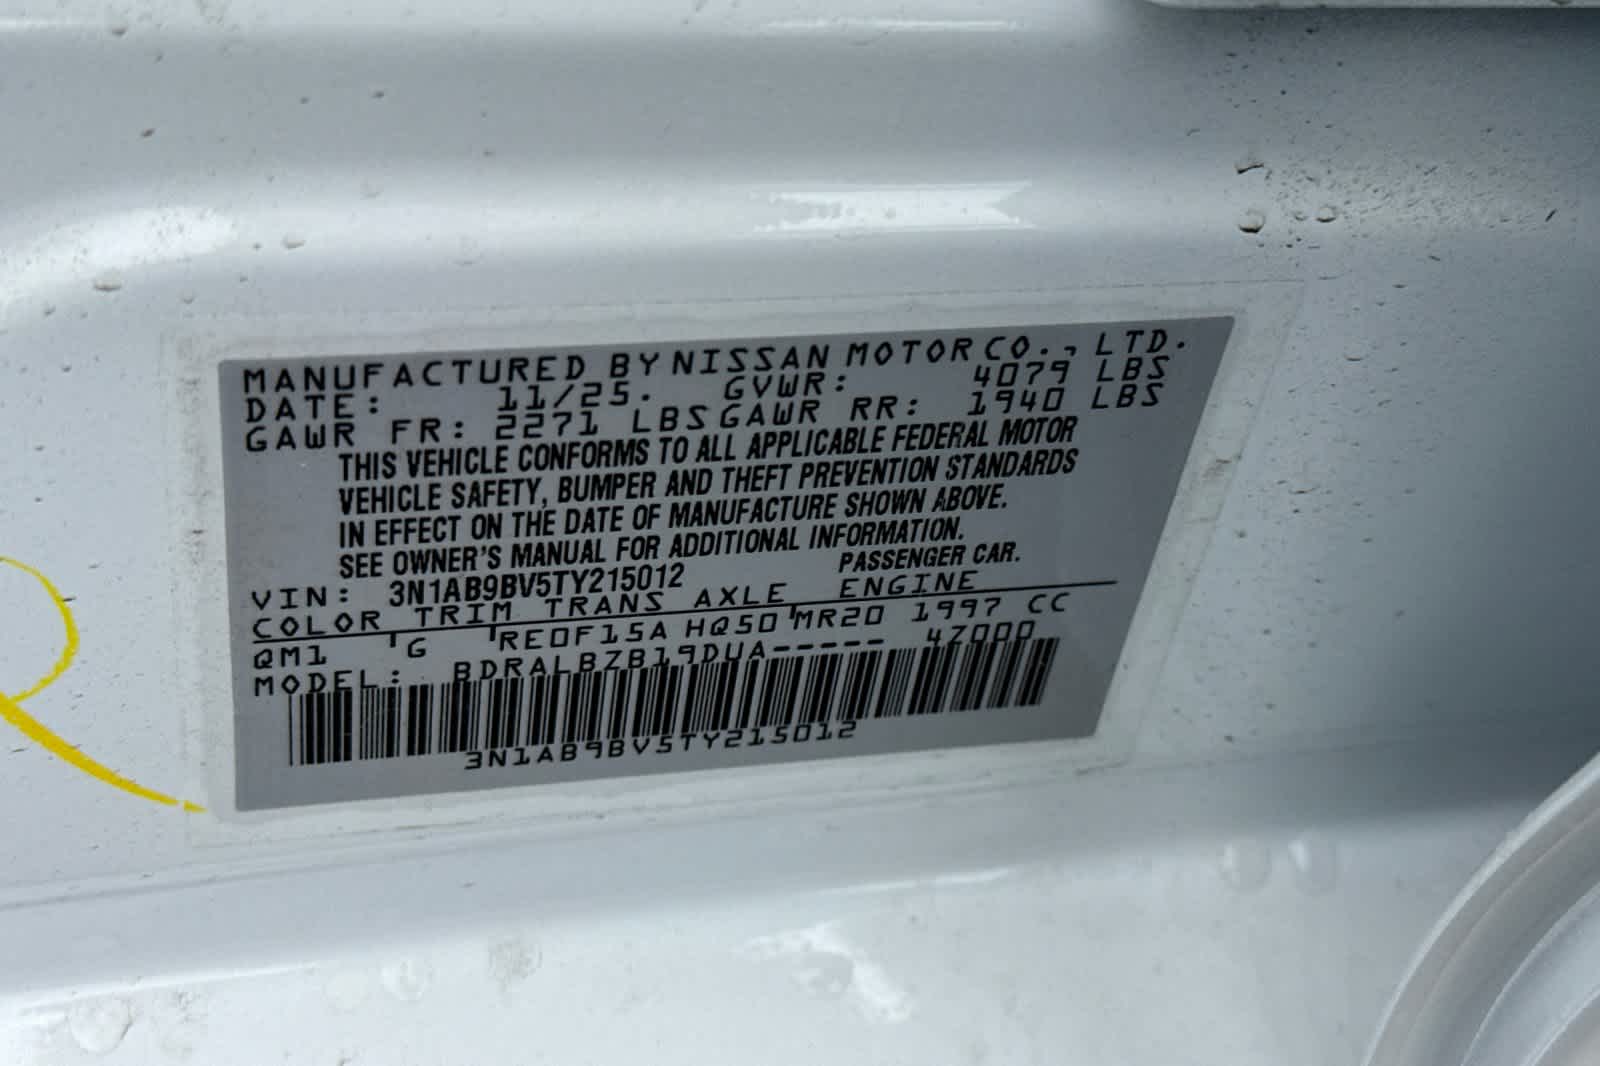 MANUFACTURED BY NISSAN MOTOR CO., LTD.
DATE: 11/25. GVWR: 4079 LBS
GAWR FR: 2271 LBS GAWR RR: 1940 LBS
THIS VEHICLE CONFORMS TO ALL APPLICABLE FEDERAL MOTOR
VEHICLE SAFETY, BUMPER AND THEFT PREVENTION STANDARDS
IN EFFECT ON THE DATE OF MANUFACTURE SHOWN ABOVE.
SEE OWNER'S MANUAL FOR ADDITIONAL INFORMATION.
VIN: 3N1AB9BV5TY215012 PASSENGER CAR.
COLOR TRIM TRANS AXLE ENGINE
QM1 G RE0F15A HQ50 MR20 1997 CC
MODEL: BDRALBZB19DUA----- 4Z000
3N1AB9BV5TY215012